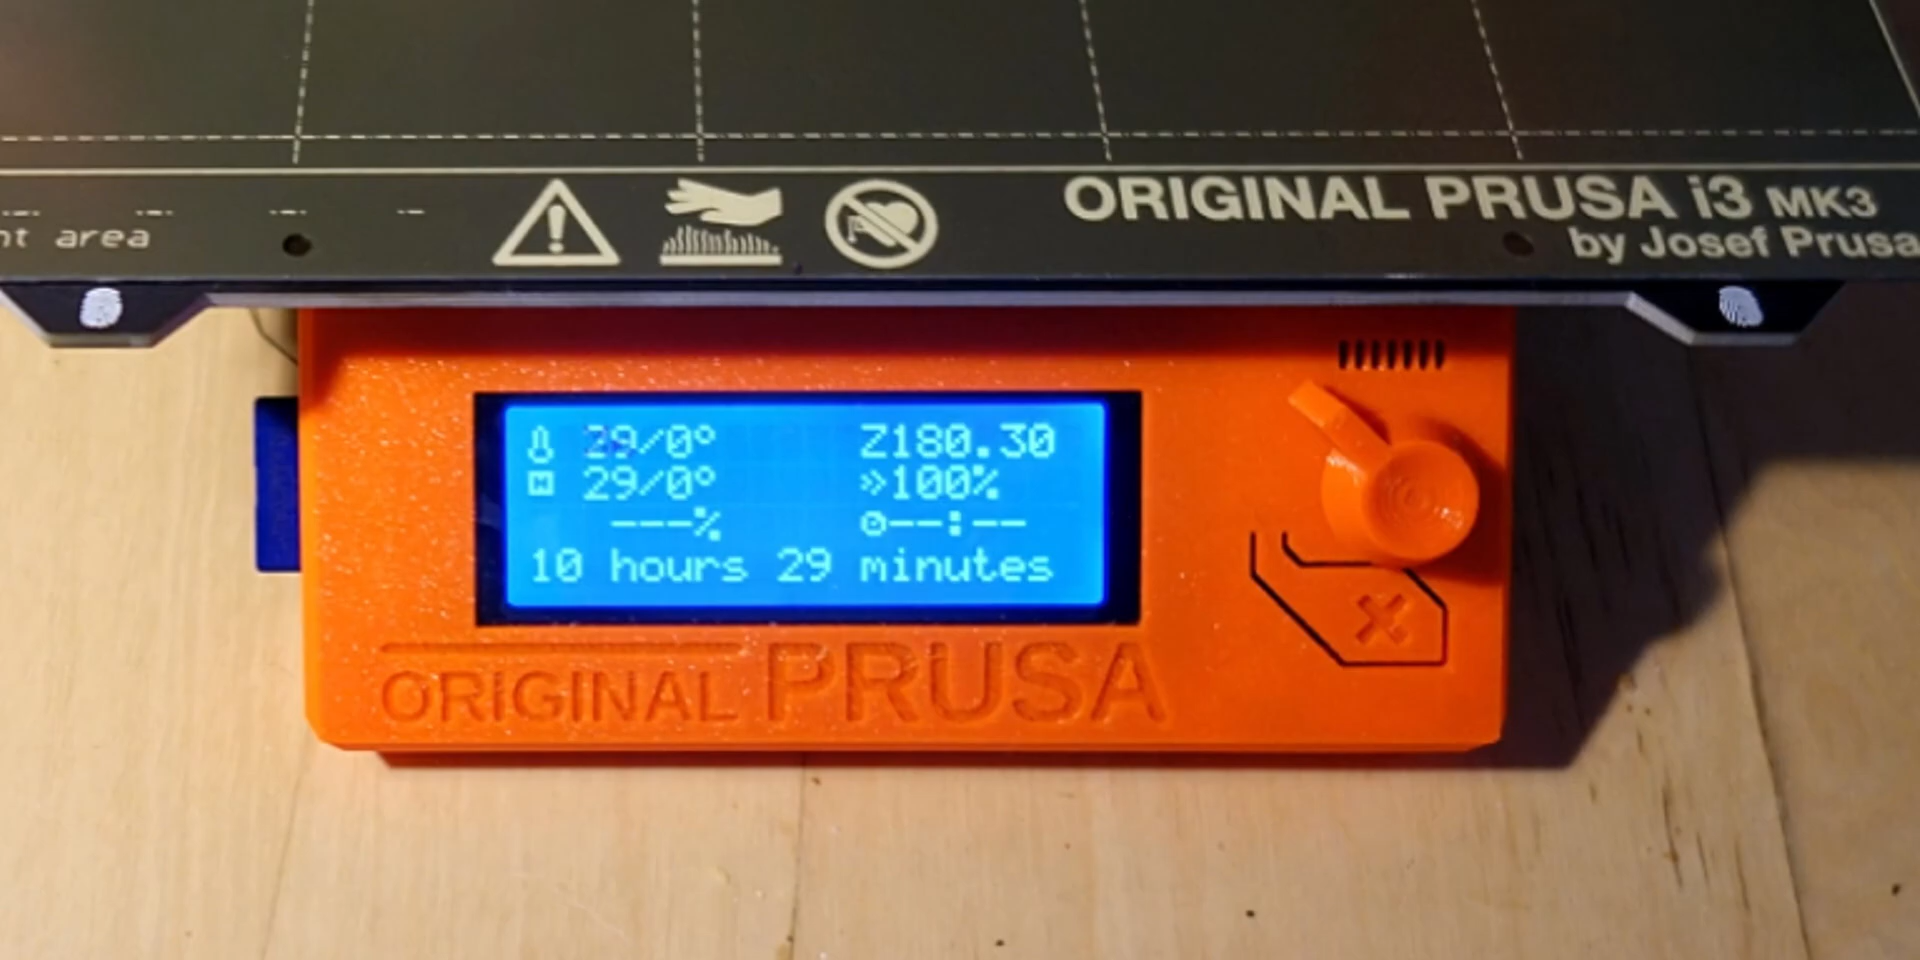 nt area
ORIGINAL PRUSA i3 MK3
by Josef Prusa
29/0° Z180.30
29/0° »100%
---% --:--
10 hours 29 minutes
ORIGINAL PRUSA